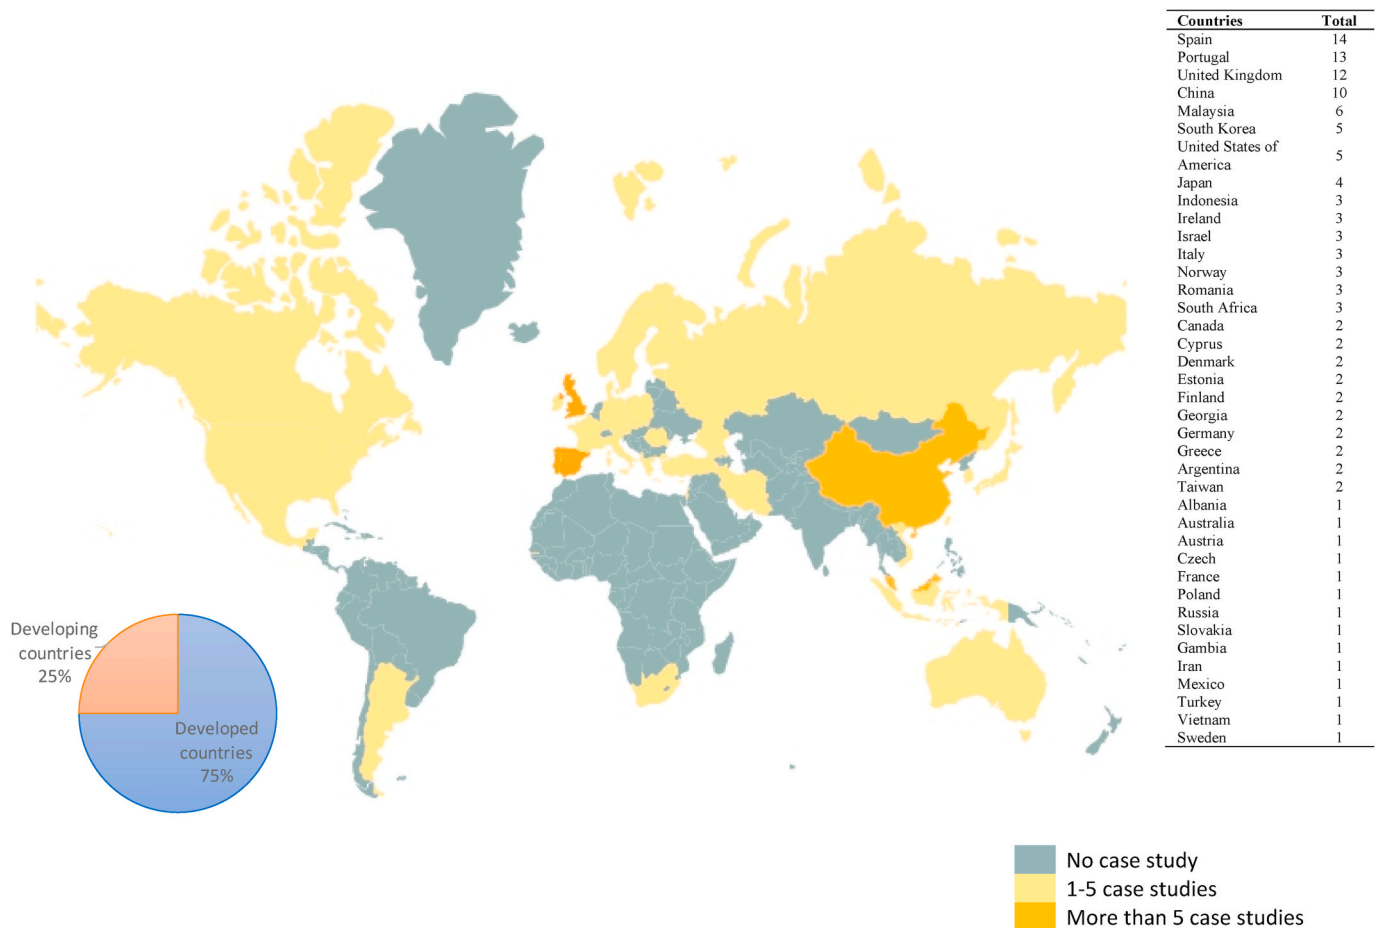 Countries Total
Spain 14
Portugal 13
United Kingdom 12
China 10
Malaysia 6
South Korea 5
United States of
America 5
Japan 4
Indonesia 3
Ireland 3
Israel 3
Italy 3
Norway 3
Romania 3
South Africa 3
Canada 2
Cyprus 2
Denmark 2
Estonia 2
Finland 2
Georgia 2
Germany 2
Greece 2
Argentina 2
Taiwan 2
Albania 1
Australia 1
Austria 1
Czech 1
France 1
Poland 1
Russia 1
Slovakia 1
Gambia 1
Iran 1
Mexico 1
Turkey 1
Vietnam 1
Sweden 1
Developing
countries
25%
Developed
countries
75%
No case study
1-5 case studies
More than 5 case studies